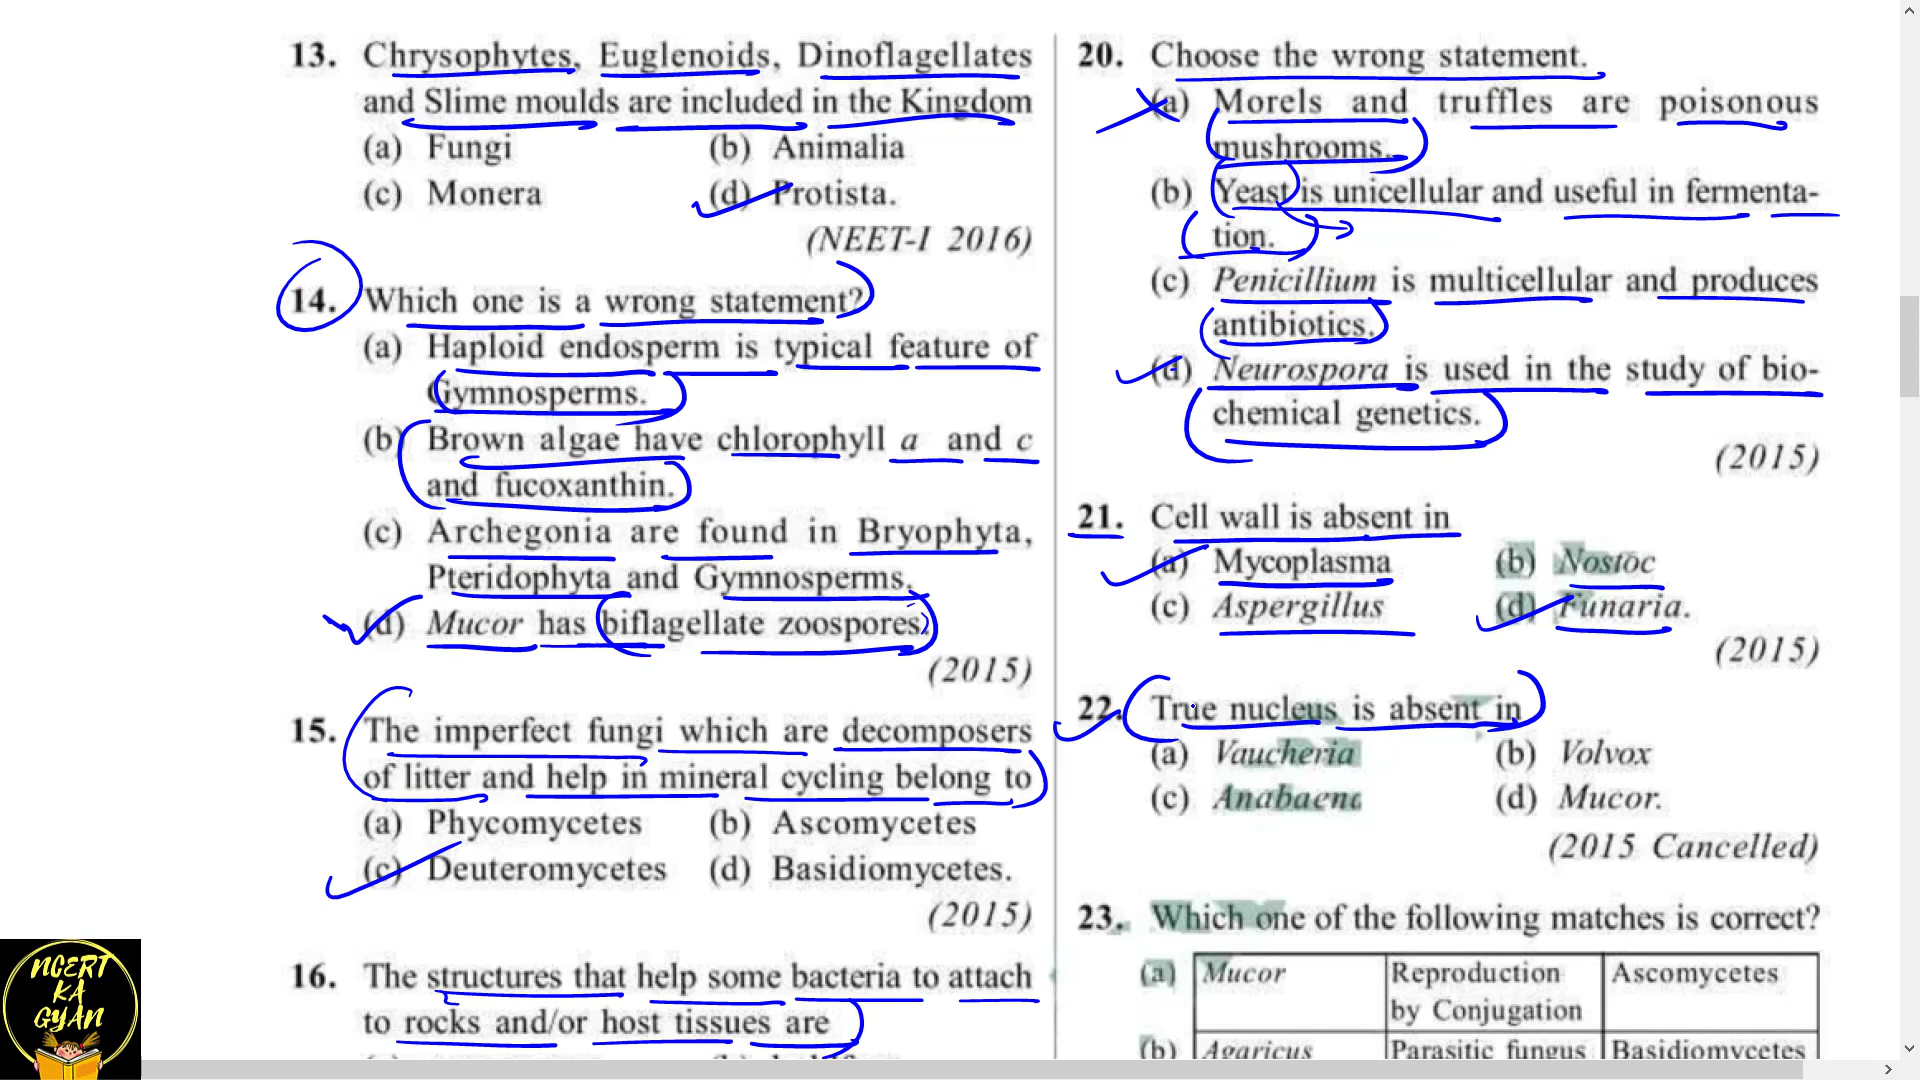 13. Chrysophytes, Euglenoids, Dinoflagellates
and Slime moulds are included in the Kingdom
(a) Fungi (b) Animalia
(c) Monera (d) Protista.
(NEET-I 2016)
14. Which one is a wrong statement?
(a) Haploid endosperm is typical feature of
Gymnosperms.
(b) Brown algae have chlorophyll a and c
and fucoxanthin.
(c) Archegonia are found in Bryophyta,
Pteridophyta and Gymnosperms.
(d) Mucor has biflagellate zoospores.
(2015)
15. The imperfect fungi which are decomposers
of litter and help in mineral cycling belong to
(a) Phycomycetes (b) Ascomycetes
(c) Deuteromycetes (d) Basidiomycetes.
(2015)
16. The structures that help some bacteria to attach
to rocks and/or host tissues are
20. Choose the wrong statement.
(a) Morels and truffles are poisonous
mushrooms.
(b) Yeast is unicellular and useful in fermenta-
tion.
(c) Penicillium is multicellular and produces
antibiotics.
(d) Neurospora is used in the study of bio-
chemical genetics.
(2015)
21. Cell wall is absent in
(a) Mycoplasma (b) Nostoc
(c) Aspergillus (d) Funaria.
(2015)
22. True nucleus is absent in
(a) Vaucheria (b) Volvox
(c) Anabaena (d) Mucor.
(2015 Cancelled)
23. Which one of the following matches is correct?
(a) Mucor Reproduction by Conjugation Ascomycetes
(b) Agaricus Parasitic fungus Basidiomycetes
NCERT
KA
GYAN